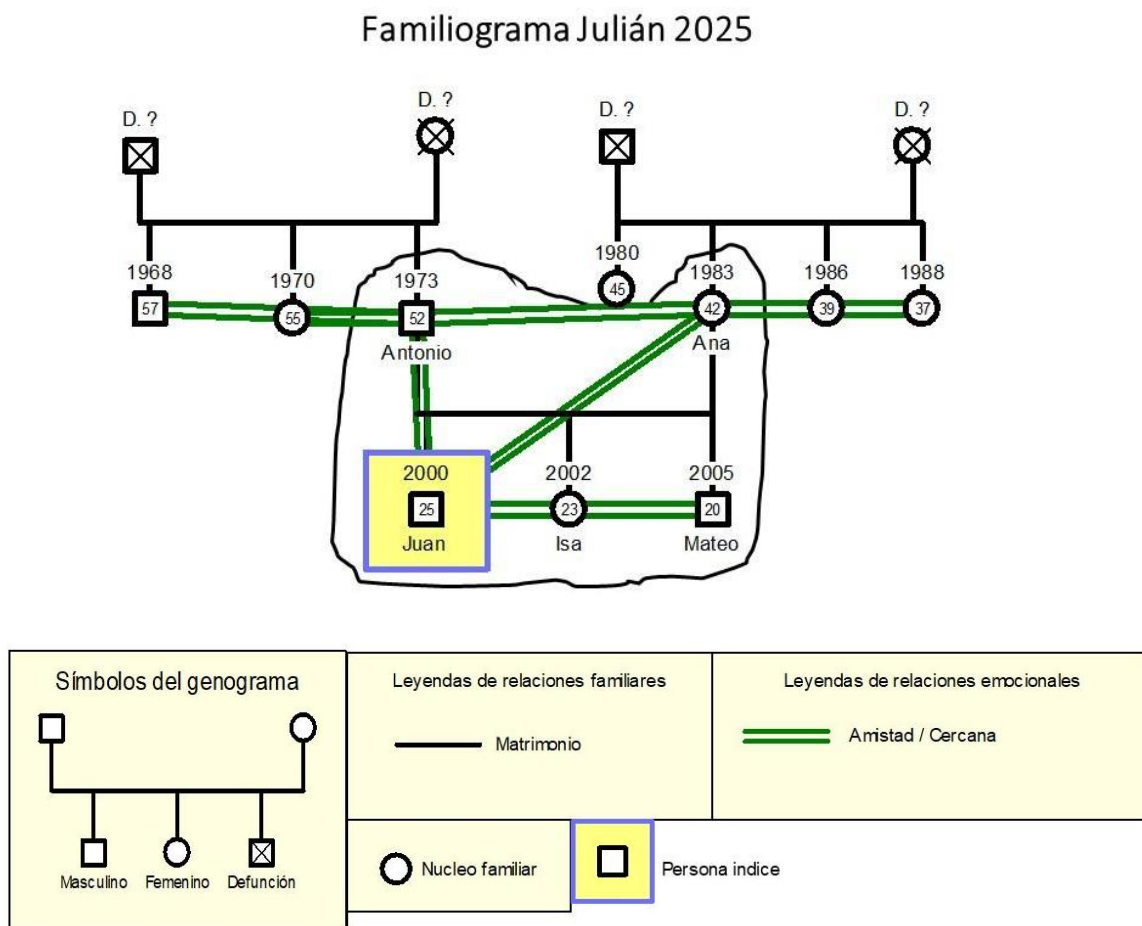 Familiograma Julián 2025
D. ?
D. ?
D. ?
D. ?
1968
1970
1973
1980
1983
1986
1988
57
55
52
45
42
39
37
Antonio
Ana
2000
2002
2005
25
23
20
Juan
Isa
Mateo
Símbolos del genograma
Masculino
Femenino
Defunción
Leyendas de relaciones familiares
Matrimonio
Leyendas de relaciones emocionales
Amistad / Cercana
Nucleo familiar
Persona indice